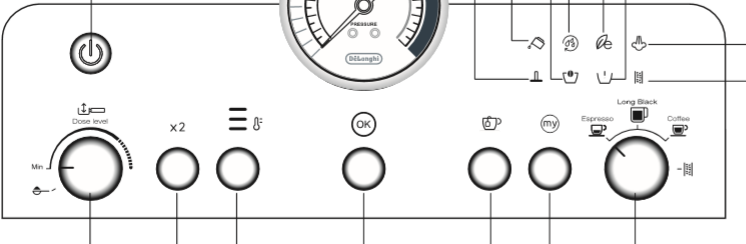 PRESSURE
DeLonghi
Dose level
Min
x2
OK
my
Espresso
Long Black
Coffee